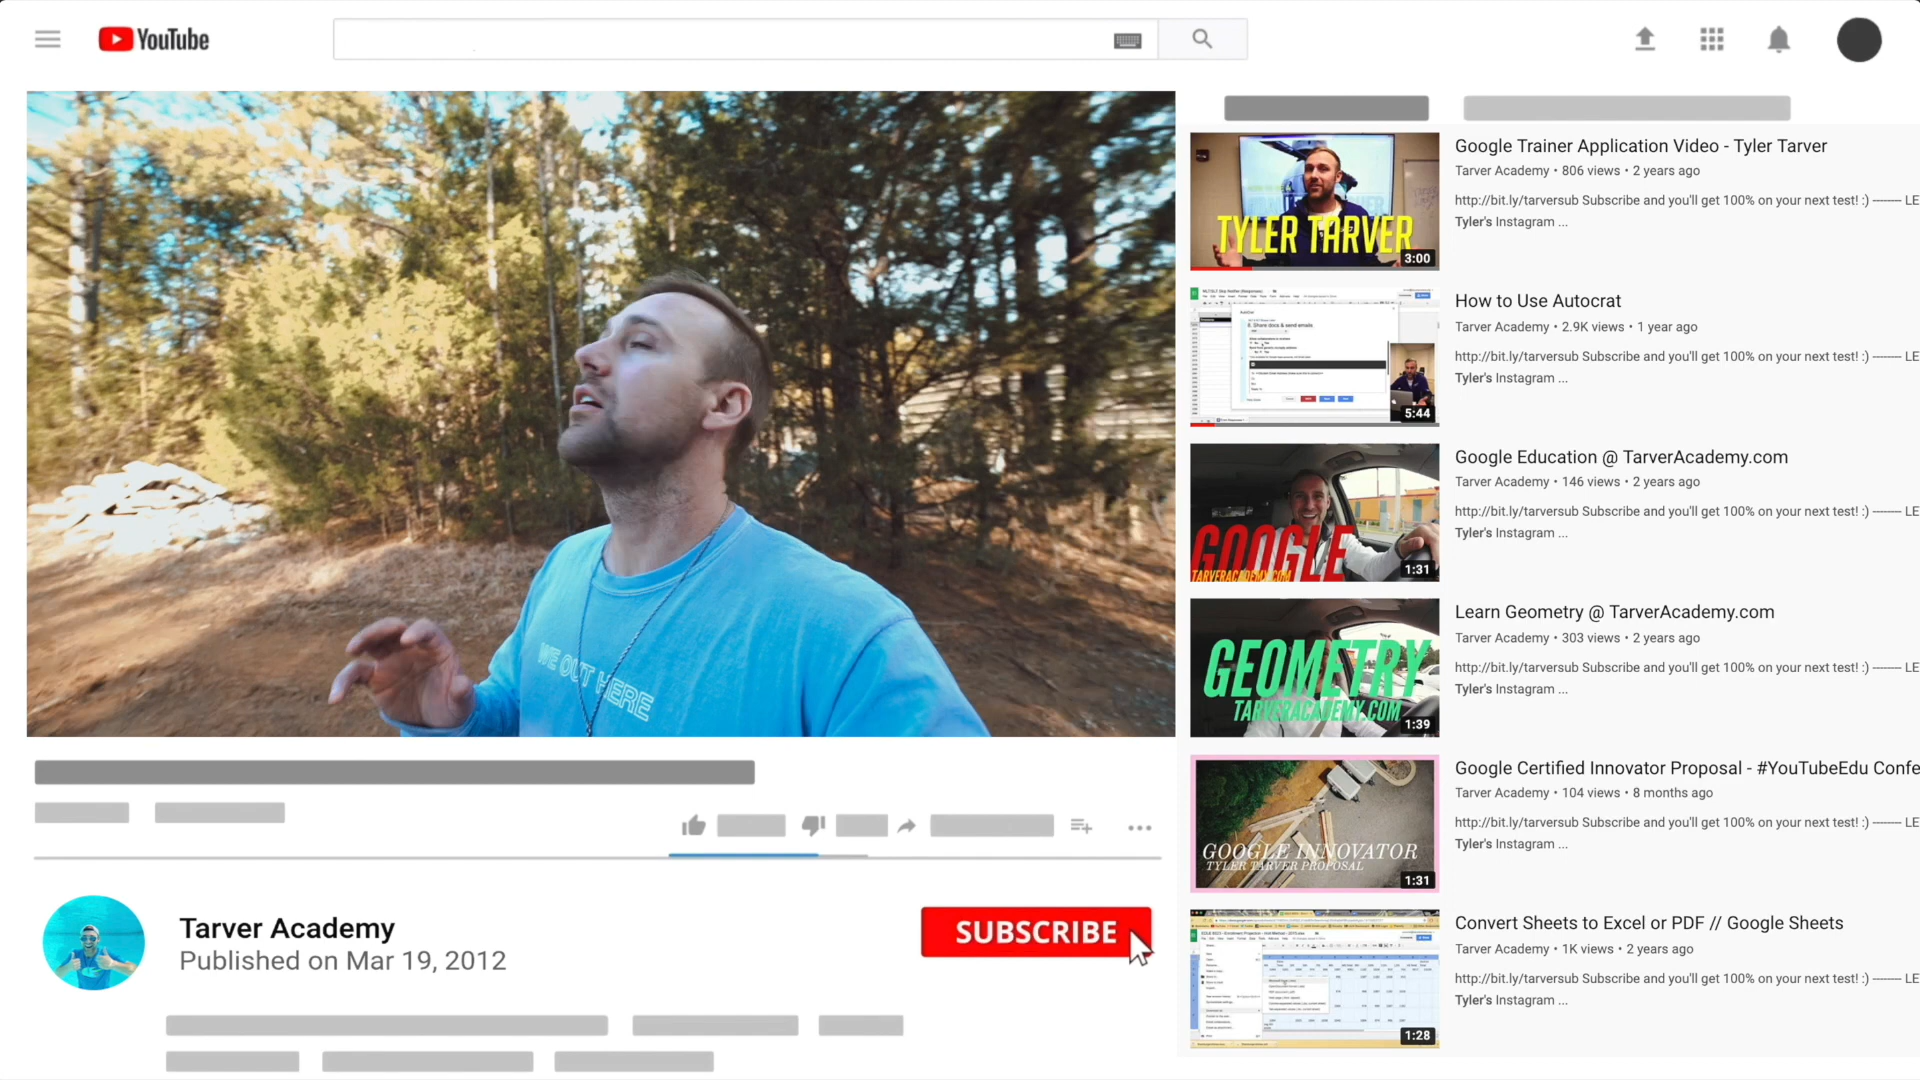 YouTube
WE OUT HERE
Tarver Academy
Published on Mar 19, 2012
SUBSCRIBE
TYLER TARVER
3:00
Google Trainer Application Video - Tyler Tarver
Tarver Academy • 806 views • 2 years ago
http://bit.ly/tarversub Subscribe and you'll get 100% on your next test! :) -------- LE
Tyler's Instagram ...
8. Share docs & send emails
5:44
How to Use Autocrat
Tarver Academy • 2.9K views • 1 year ago
http://bit.ly/tarversub Subscribe and you'll get 100% on your next test! :) -------- LE
Tyler's Instagram ...
GOOGLE
TARVERACADEMY.COM
1:31
Google Education @ TarverAcademy.com
Tarver Academy • 146 views • 2 years ago
http://bit.ly/tarversub Subscribe and you'll get 100% on your next test! :) -------- LE
Tyler's Instagram ...
GEOMETRY
TARVERACADEMY.COM
1:39
Learn Geometry @ TarverAcademy.com
Tarver Academy • 303 views • 2 years ago
http://bit.ly/tarversub Subscribe and you'll get 100% on your next test! :) -------- LE
Tyler's Instagram ...
GOOGLE INNOVATOR
TYLER TARVER PROPOSAL
1:31
Google Certified Innovator Proposal - #YouTubeEdu Confe
Tarver Academy • 104 views • 8 months ago
http://bit.ly/tarversub Subscribe and you'll get 100% on your next test! :) -------- LE
Tyler's Instagram ...
1:28
Convert Sheets to Excel or PDF // Google Sheets
Tarver Academy • 1K views • 2 years ago
http://bit.ly/tarversub Subscribe and you'll get 100% on your next test! :) -------- LE
Tyler's Instagram ...